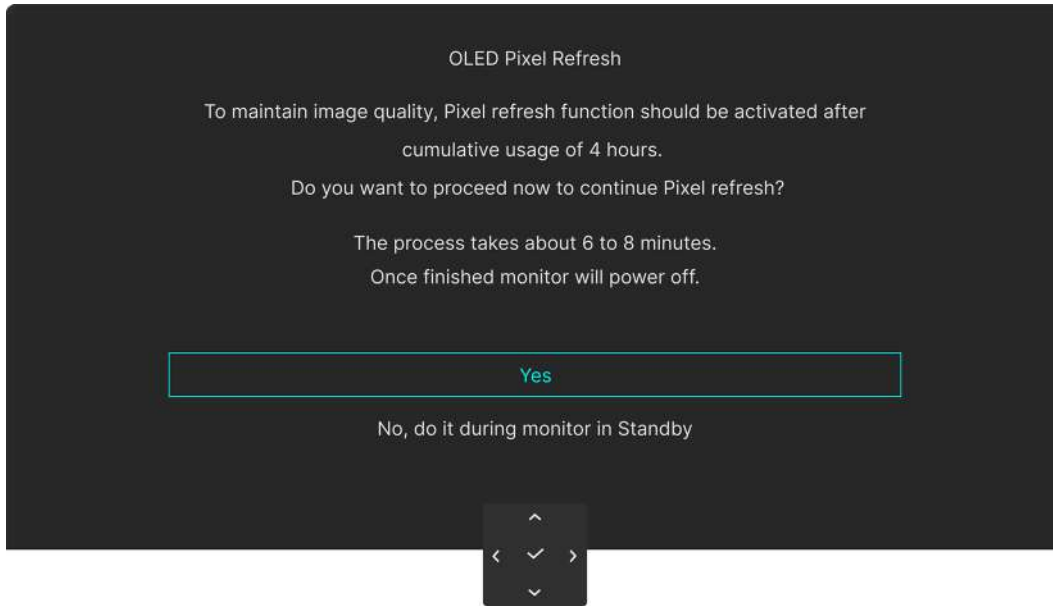 OLED Pixel Refresh
To maintain image quality, Pixel refresh function should be activated after
cumulative usage of 4 hours.
Do you want to proceed now to continue Pixel refresh?
The process takes about 6 to 8 minutes.
Once finished monitor will power off.
Yes
No, do it during monitor in Standby